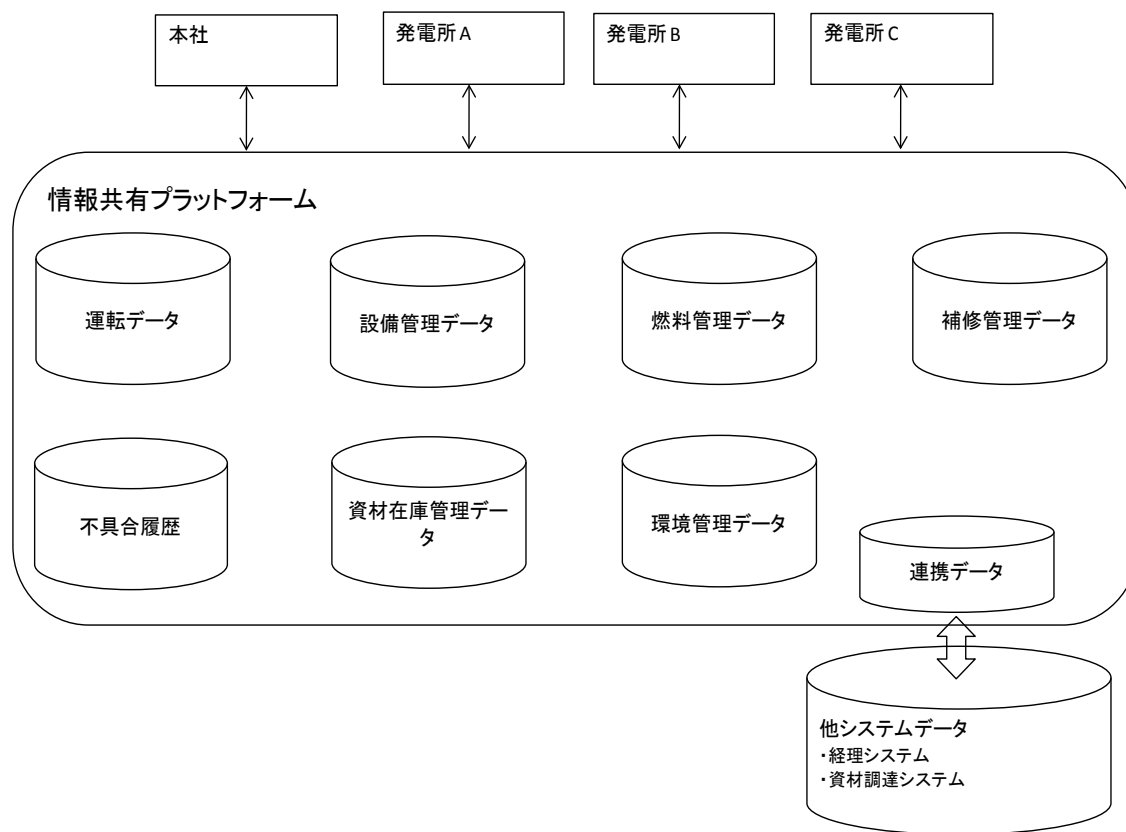 本社
発電所A
発電所B
発電所C
情報共有プラットフォーム
運転データ
設備管理データ
燃料管理データ
補修管理データ
不具合履歴
資材在庫管理デー
タ
環境管理データ
連携データ
他システムデータ
・経理システム
・資材調達システム